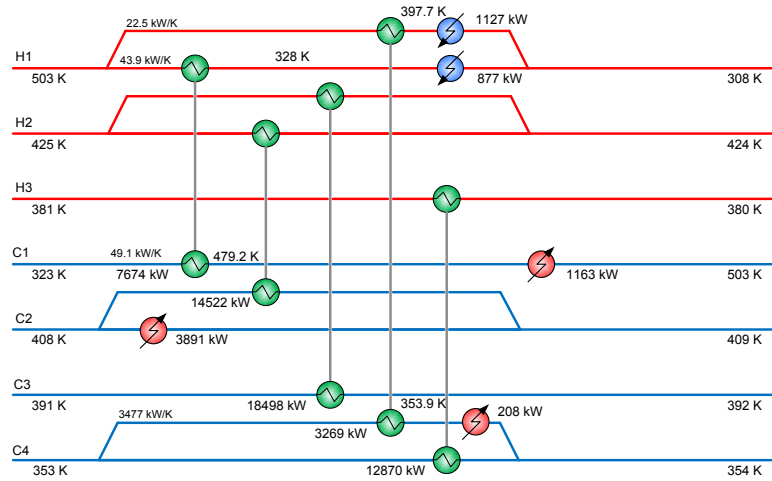 397.7 K
1127 kW
22.5 kW/K
H1
43.9 kW/K
328 K
503 K
877 kW
308 K
H2
425 K
424 K
H3
381 K
380 K
C1
49.1 kW/K
479.2 K
323 K
7674 kW
1163 kW
503 K
14522 kW
C2
408 K
3891 kW
409 K
C3
391 K
18498 kW
353.9 K
392 K
3477 kW/K
208 kW
3269 kW
C4
353 K
12870 kW
354 K